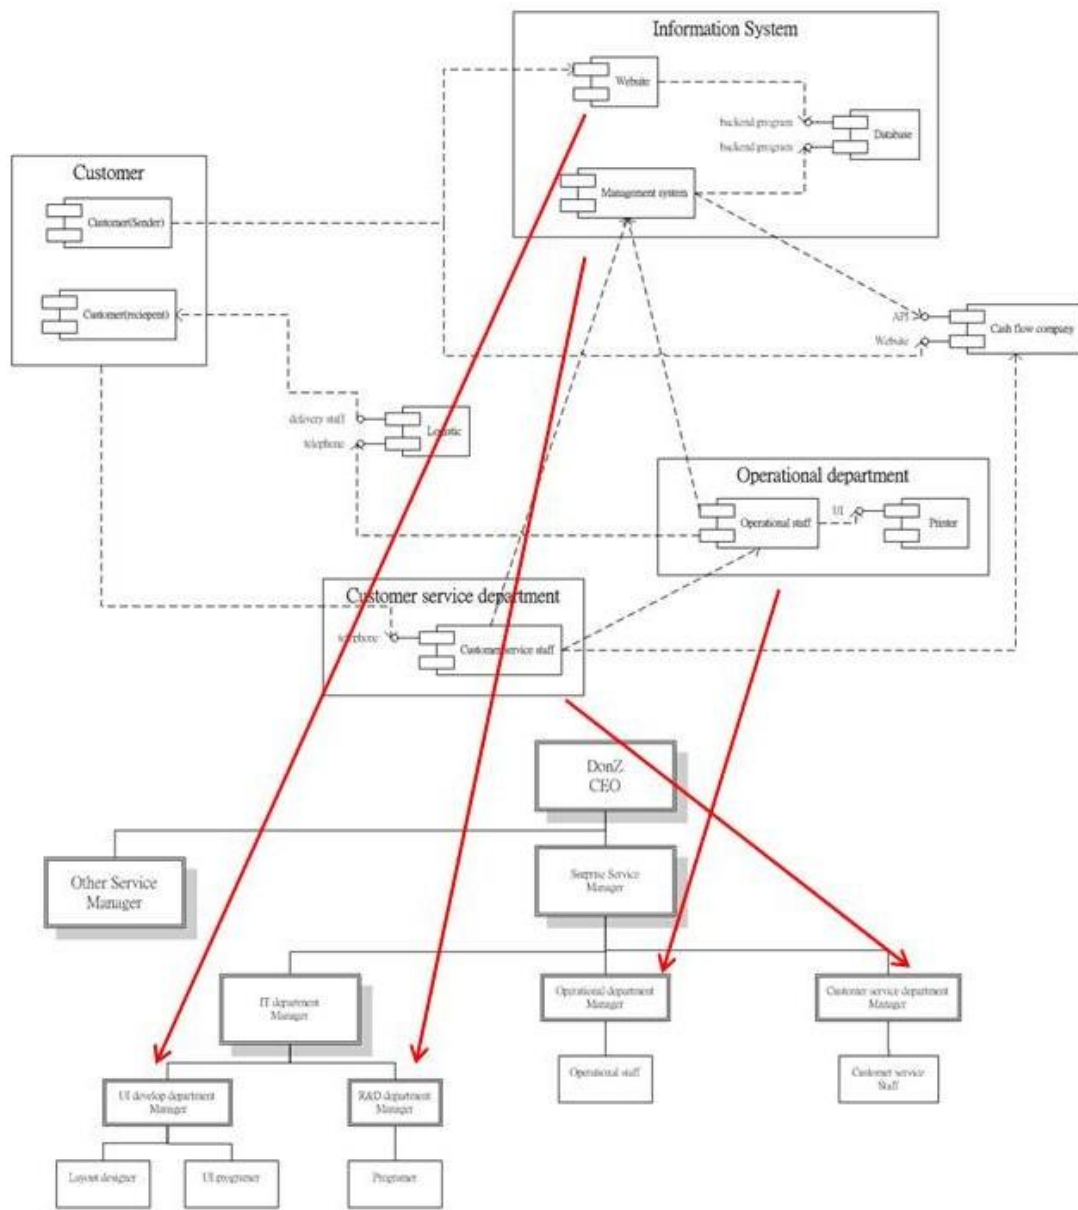 Information System
Website
backend program
Database
backend program
Management system
Customer
Customer(Sender)
Customer(reciepent)
API
Website
Cash flow company
delivery staff
telephone
Logistic
Operational department
Operational staff
UI
Printer
Customer service department
telephone
Customer service staff
DonZ
CEO
Other Service
Manager
Surprise Service
Manager
IT department
Manager
Operational department
Manager
Customer service department
Manager
Operational staff
Customer service
Staff
UI develop department
Manager
R&D department
Manager
Layout designer
UI programer
Programer